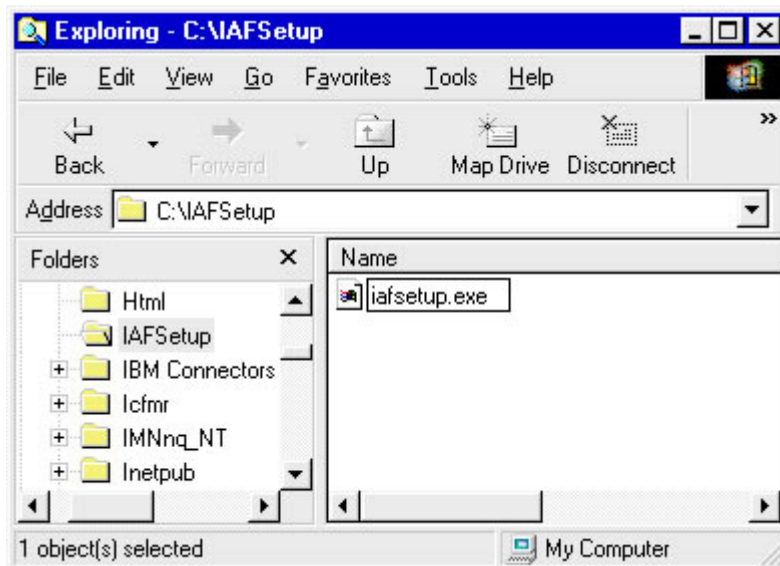 Exploring - C:\IAFSetup
File Edit View Go Favorites Tools Help
Back Forward Up Map Drive Disconnect
Address C:\IAFSetup
Folders
Html
IAFSetup
IBM Connectors
Icfmr
IMNnq_NT
Inetpub
Name
iafsetup.exe
1 object(s) selected
My Computer